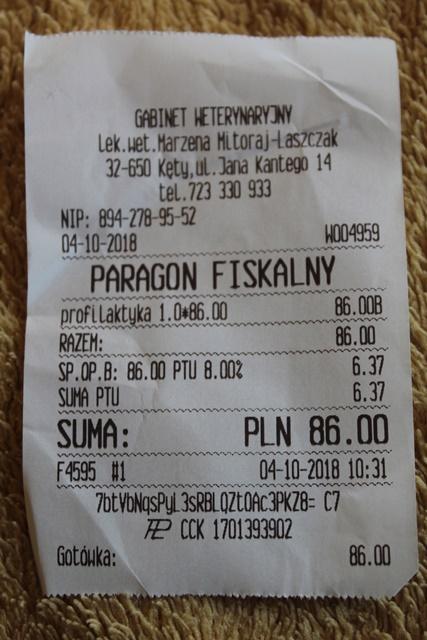 GABINET WETERYNARYJNY
Lek.wet.Marzena Mitoraj-Laszczak
32-650 Kęty,ul.Jana Kantego 14
tel.723 330 933
NIP: 894-278-95-52
04-10-2018 W004959
PARAGON FISKALNY
profilaktyka 1.0*86.00 86.00B
RAZEM: 86.00
SP.OP.B: 86.00 PTU 8.00% 6.37
SUMA PTU 6.37
SUMA: PLN 86.00
F4595 #1 04-10-2018 10:31
7btVbNqsPyL3sRBLQZtOAc3PKZ8= C7
CCK 1701393902
Gotówka: 86.00